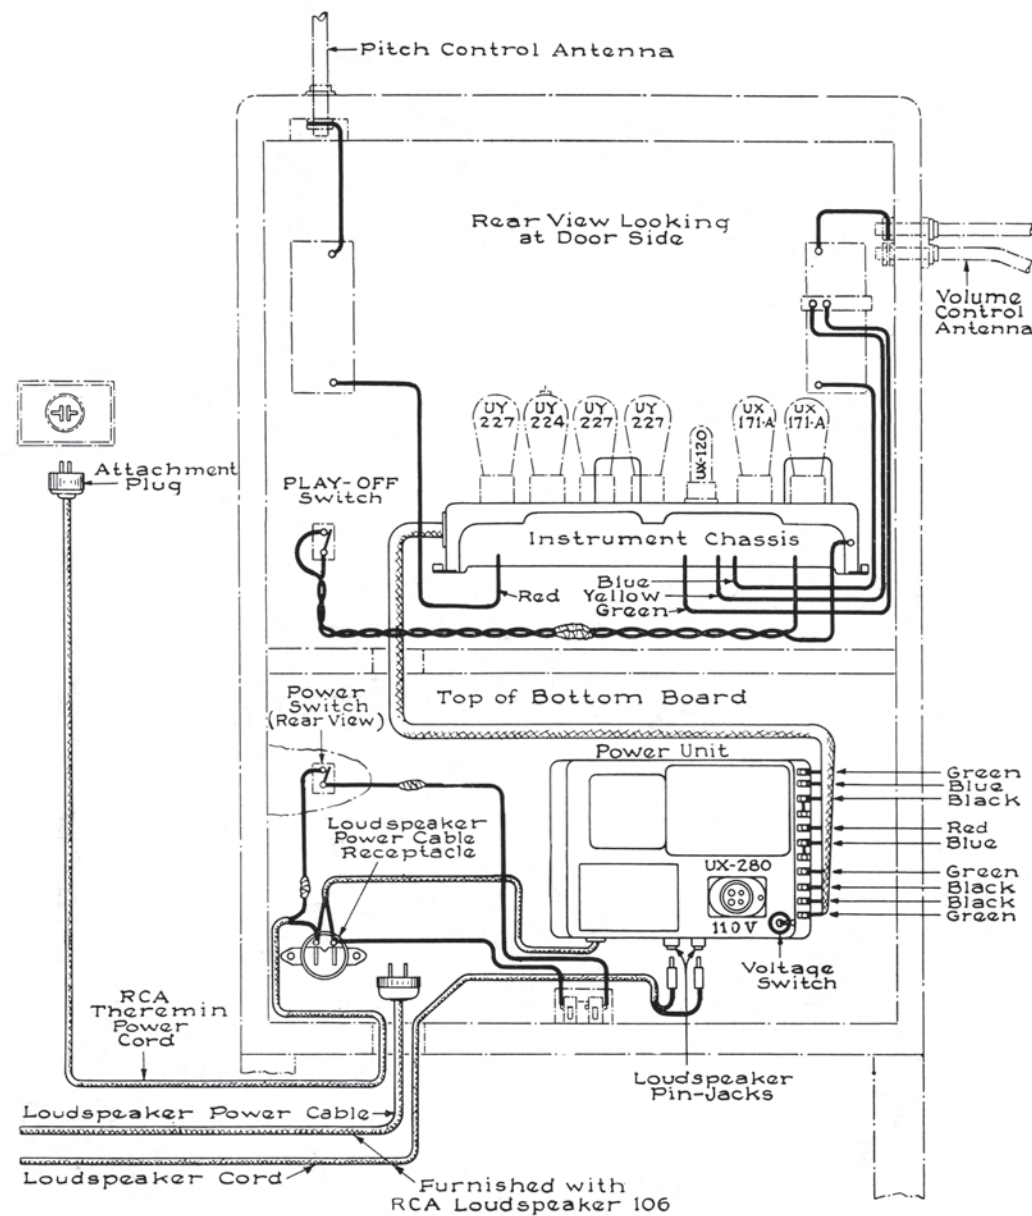 Pitch Control Antenna
Rear View Looking
at Door Side
Volume
Control
Antenna
UY
227
UY
224
UY
227
UY
227
UX-120
UX
171-A
UX
171-A
Attachment
Plug
PLAY-OFF
Switch
Instrument Chassis
Blue
Yellow
Green
Red
Power
Switch
(Rear View)
Top of Bottom Board
Power Unit
Green
Blue
Black
Red
Blue
Green
Black
Black
Green
Loudspeaker
Power Cable
Receptacle
UX-280
110V
Voltage
Switch
RCA
Theremin
Power
Cord
Loudspeaker
Pin-Jacks
Loudspeaker Power Cable
Loudspeaker Cord
Furnished with
RCA Loudspeaker 106